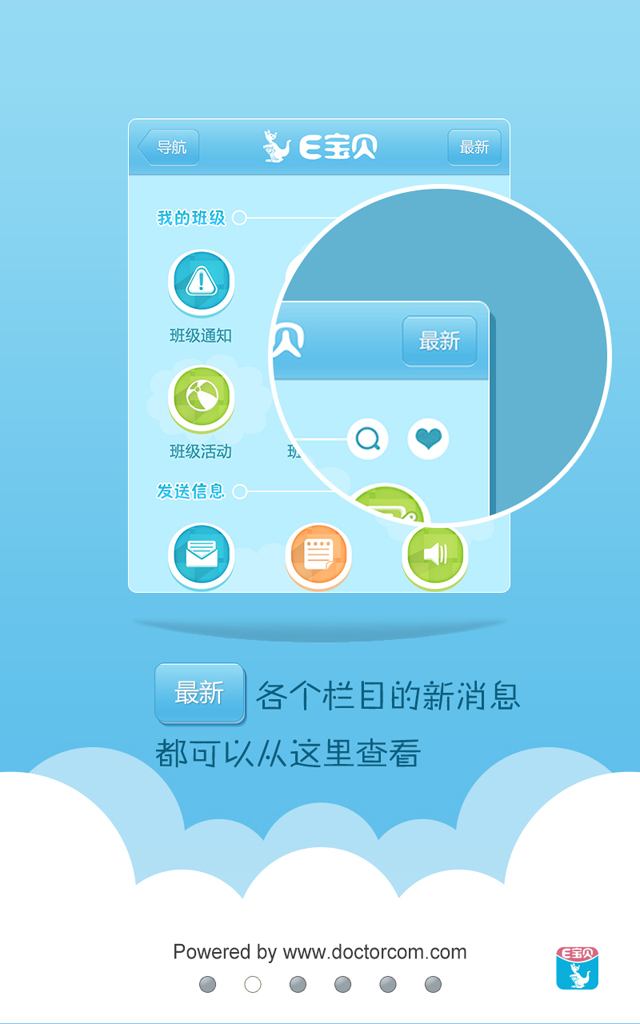 导航
E宝贝
最新
我的班级
班级通知
贝
最新
班级活动
班
发送信息
最新 各个栏目的新消息
都可以从这里查看
Powered by www.doctorcom.com
E宝贝